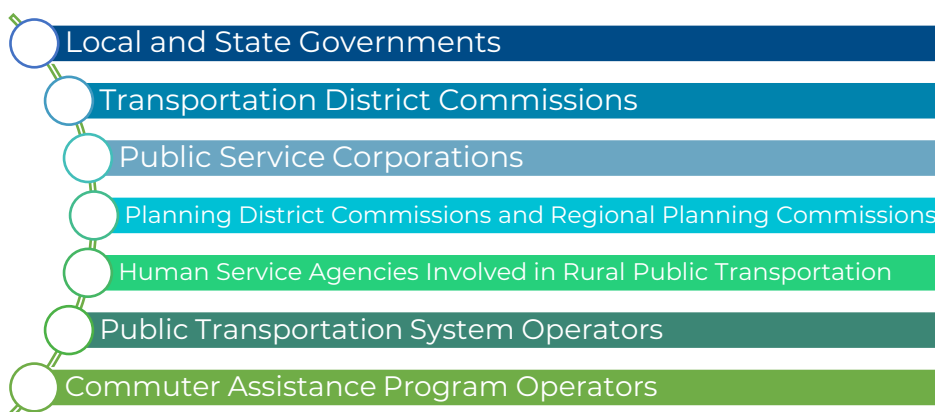 Local and State Governments
Transportation District Commissions
Public Service Corporations
Planning District Commissions and Regional Planning Commissions
Human Service Agencies Involved in Rural Public Transportation
Public Transportation System Operators
Commuter Assistance Program Operators